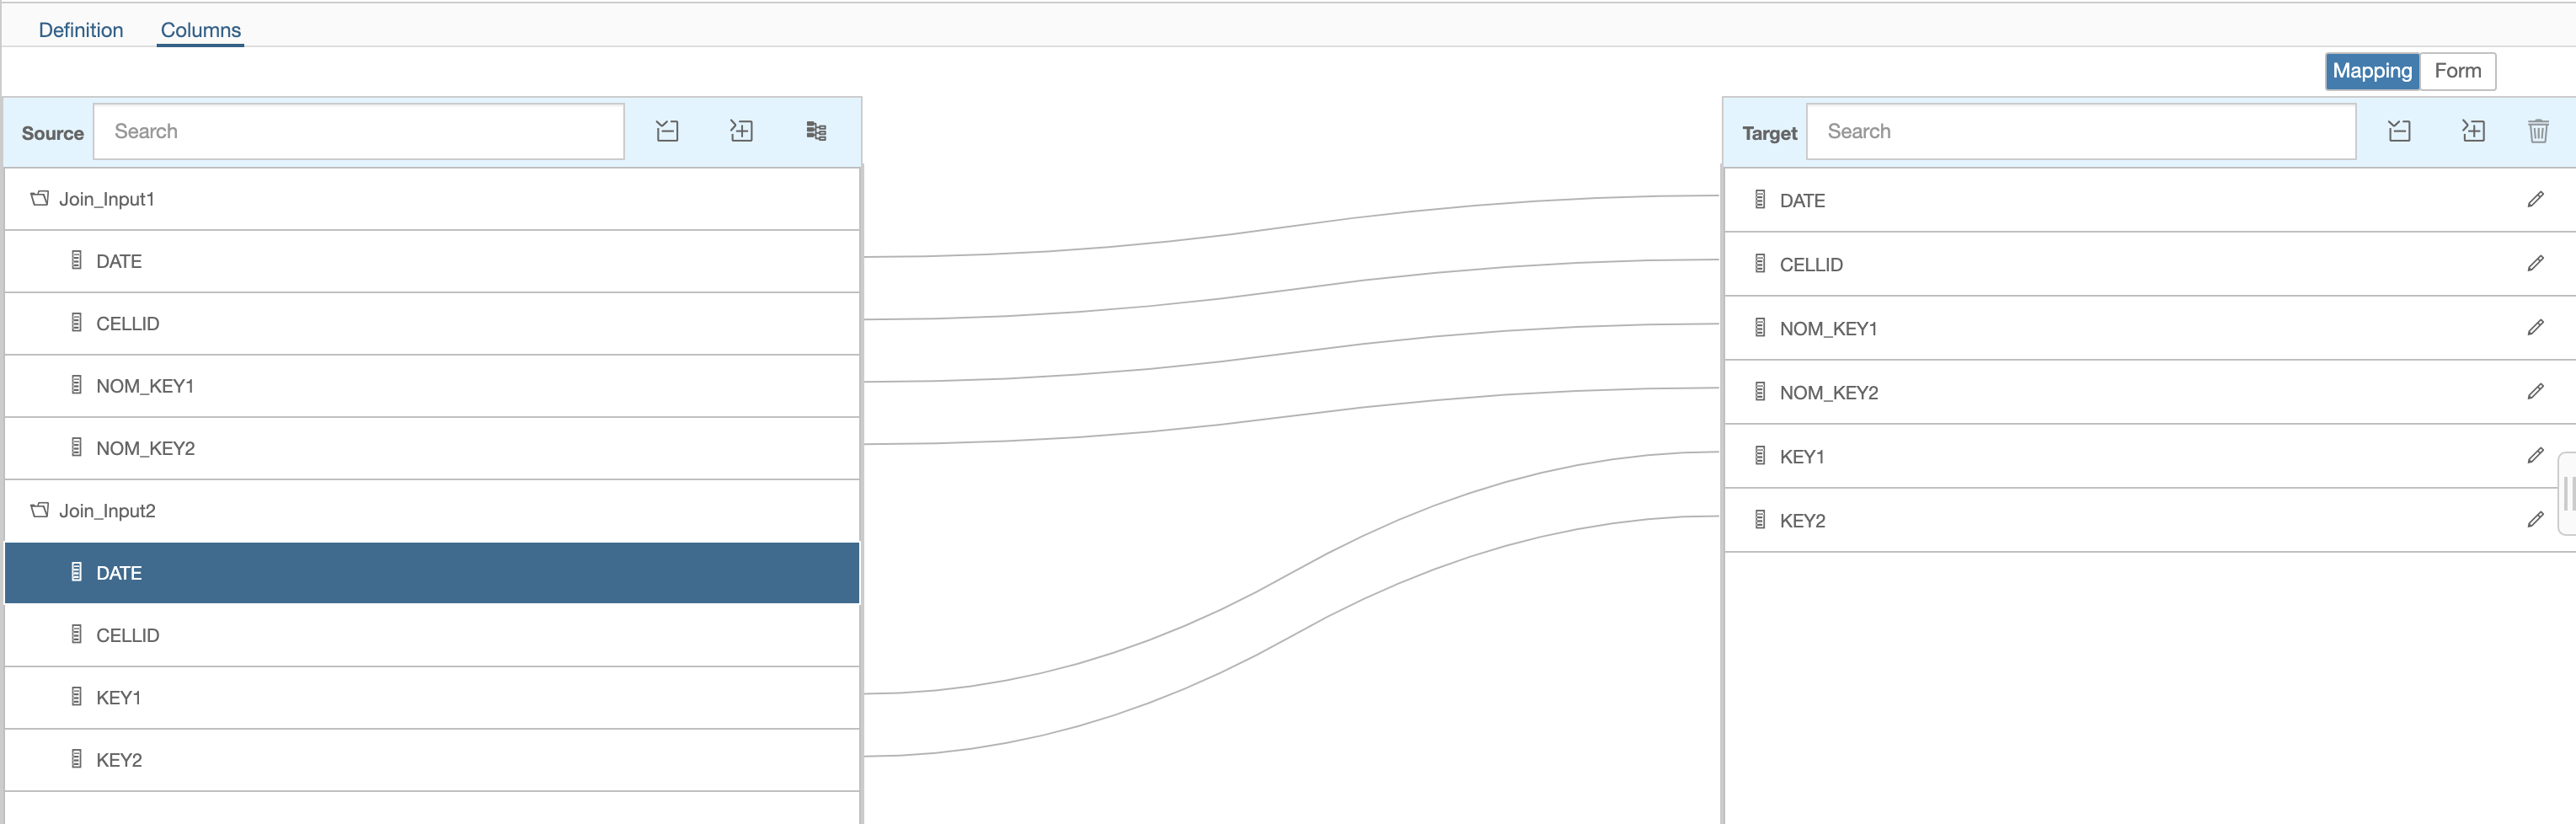 Definition Columns
Mapping Form
Source Search
Target Search
Join_Input1
DATE
CELLID
NOM_KEY1
NOM_KEY2
Join_Input2
DATE
CELLID
KEY1
KEY2
DATE
CELLID
NOM_KEY1
NOM_KEY2
KEY1
KEY2